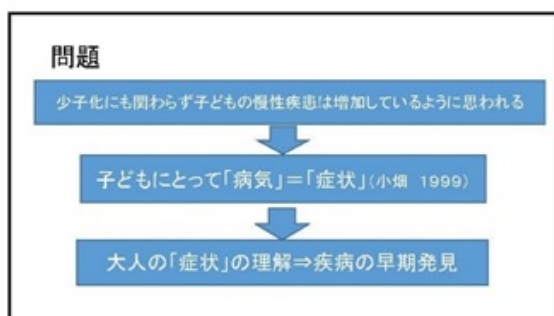 問題
少子化にも関わらず子どもの慢性疾患は増加しているように思われる
子どもにとって「病気」＝「症状」(小畑 1999)
大人の「症状」の理解⇒疾病の早期発見